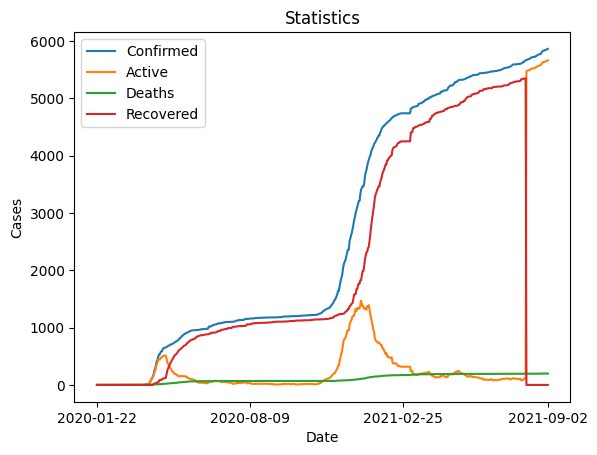 Statistics
6000
5000
4000
3000
2000
1000
0
Cases
Confirmed
Active
Deaths
Recovered
2020-01-22
2020-08-09
2021-02-25
2021-09-02
Date